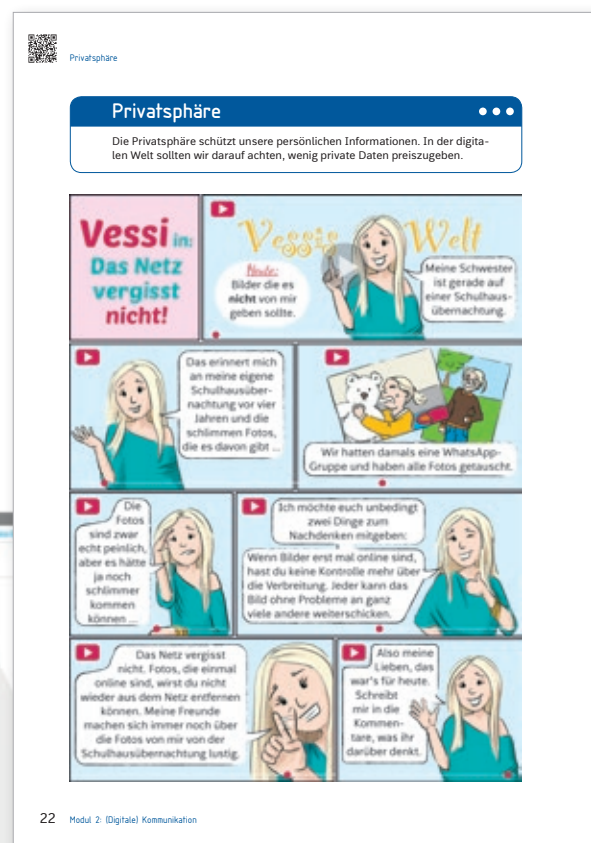 Privatsphäre
Privatsphäre
Die Privatsphäre schützt unsere persönlichen Informationen. In der digita-
len Welt sollten wir darauf achten, wenig private Daten preiszugeben.
Vessi in:
Das Netz
vergisst
nicht!
Vessis Welt
Heute:
Bilder die es
nicht von mir
geben sollte.
Meine Schwester
ist gerade auf
einer Schulhaus-
übernachtung.
Das erinnert mich
an meine eigene
Schulhausüber-
nachtung vor vier
Jahren und die
schlimmen Fotos,
die es davon gibt ...
Wir hatten damals eine WhatsApp-
Gruppe und haben alle Fotos getauscht.
Die
Fotos
sind zwar
echt peinlich,
aber es hätte
ja noch
schlimmer
kommen
können ...
Ich möchte euch unbedingt
zwei Dinge zum
Nachdenken mitgeben:
Wenn Bilder erst mal online sind,
hast du keine Kontrolle mehr über
die Verbreitung. Jeder kann das
Bild ohne Probleme an ganz
viele andere weiterschicken.
Das Netz vergisst
nicht. Fotos, die einmal
online sind, wirst du nicht
wieder aus dem Netz entfernen
können. Meine Freunde
machen sich immer noch über
die Fotos von mir von der
Schulhausübernachtung lustig.
Also meine
Lieben, das
war's für heute.
Schreibt
mir in die
Kommen-
tare, was ihr
darüber denkt.
22 Modul 2: (Digitale) Kommunikation